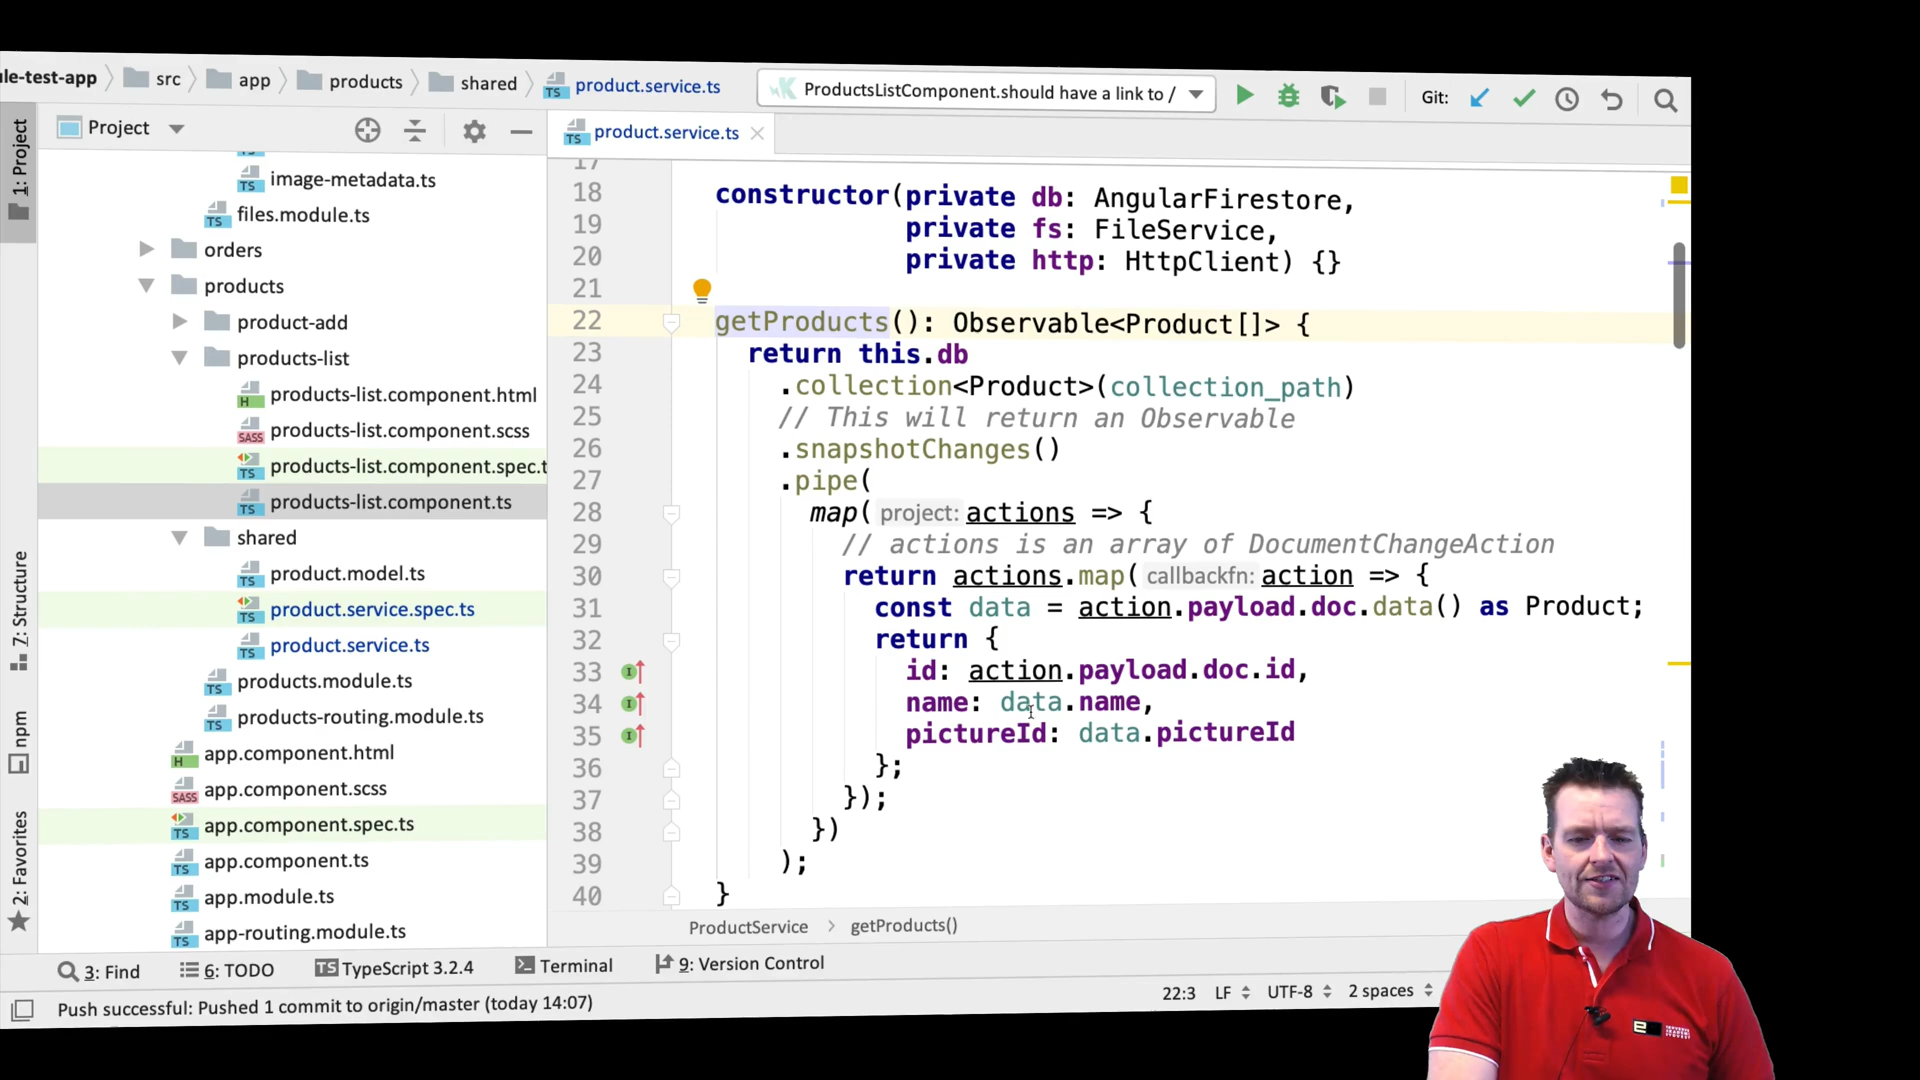 le-test-app > src > app > products > shared > product.service.ts
ProductsListComponent.should have a link to /
Git:
1: Project
7: Structure
npm
2: Favorites
Project
image-metadata.ts
files.module.ts
orders
products
product-add
products-list
products-list.component.html
products-list.component.scss
products-list.component.spec.t
products-list.component.ts
shared
product.model.ts
product.service.spec.ts
product.service.ts
products.module.ts
products-routing.module.ts
app.component.html
app.component.scss
app.component.spec.ts
app.component.ts
app.module.ts
app-routing.module.ts
product.service.ts
17
18 constructor(private db: AngularFirestore,
19 private fs: FileService,
20 private http: HttpClient) {}
21
22 getProducts(): Observable<Product[]> {
23 return this.db
24 .collection<Product>(collection_path)
25 // This will return an Observable
26 .snapshotChanges()
27 .pipe(
28 map( project: actions => {
29 // actions is an array of DocumentChangeAction
30 return actions.map( callbackfn: action => {
31 const data = action.payload.doc.data() as Product;
32 return {
33 id: action.payload.doc.id,
34 name: data.name,
35 pictureId: data.pictureId
36 };
37 });
38 })
39 );
40 }
ProductService > getProducts()
3: Find 6: TODO TypeScript 3.2.4 Terminal 9: Version Control
Push successful: Pushed 1 commit to origin/master (today 14:07)
22:3 LF UTF-8 2 spaces